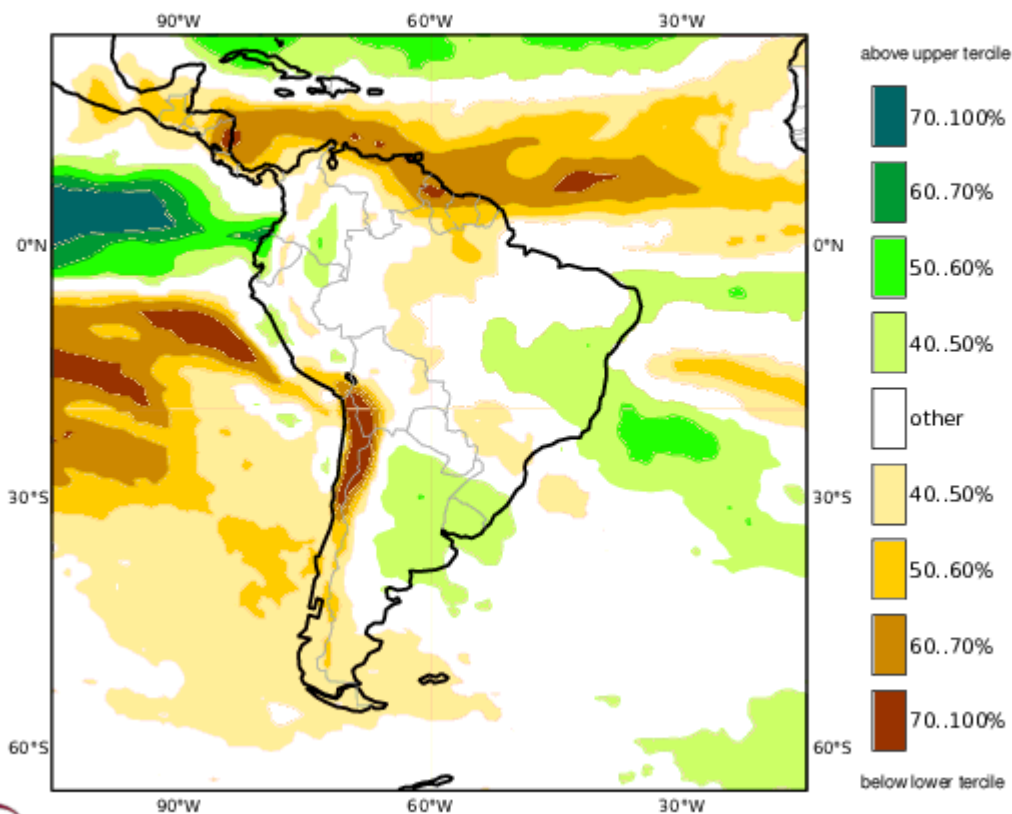 90°W 60°W 30°W
above upper tercile
70..100%
60..70%
0°N 0°N
50..60%
40..50%
other
40..50%
30°S 30°S
50..60%
60..70%
70..100%
60°S 60°S
below lower tercile
90°W 60°W 30°W